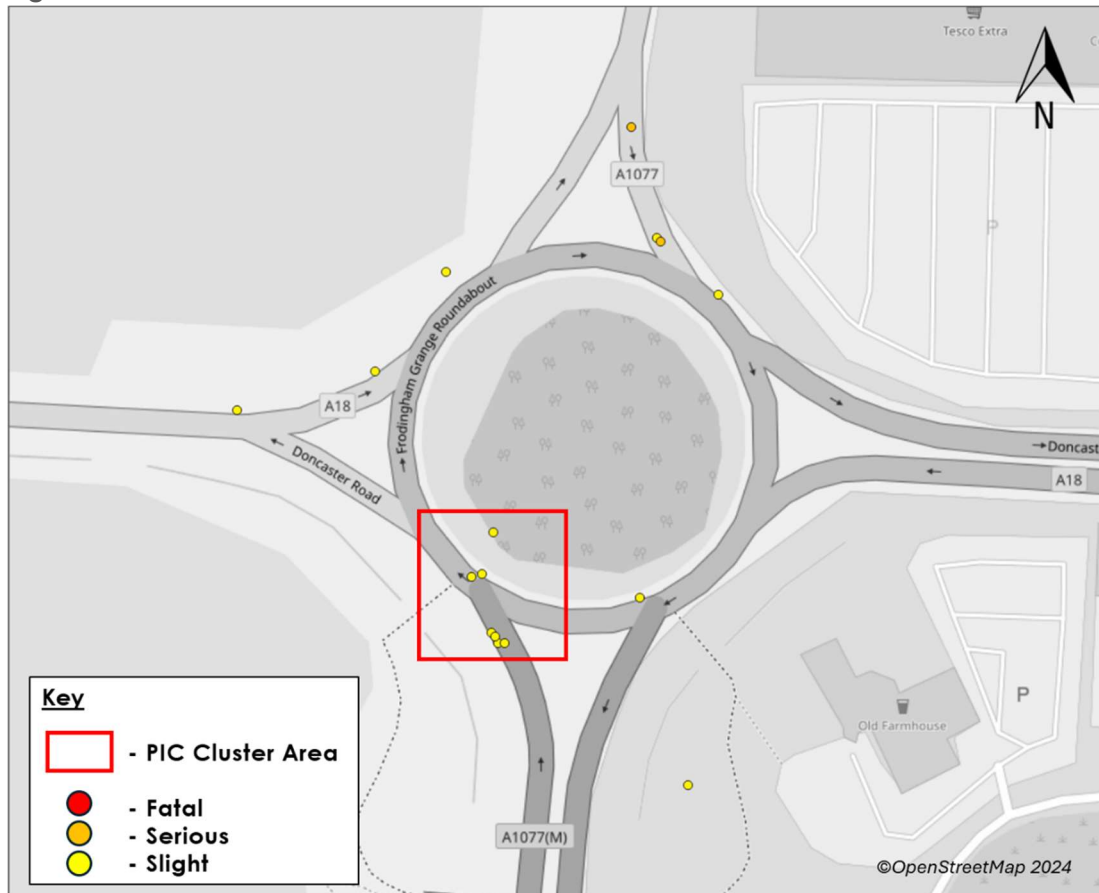 Tesco Extra
N
A1077
P
Frodingham Grange Roundabout
A18
Doncaster Road
Doncast
A18
Old Farmhouse
P
A1077(M)
Key
- PIC Cluster Area
- Fatal
- Serious
- Slight
©OpenStreetMap 2024